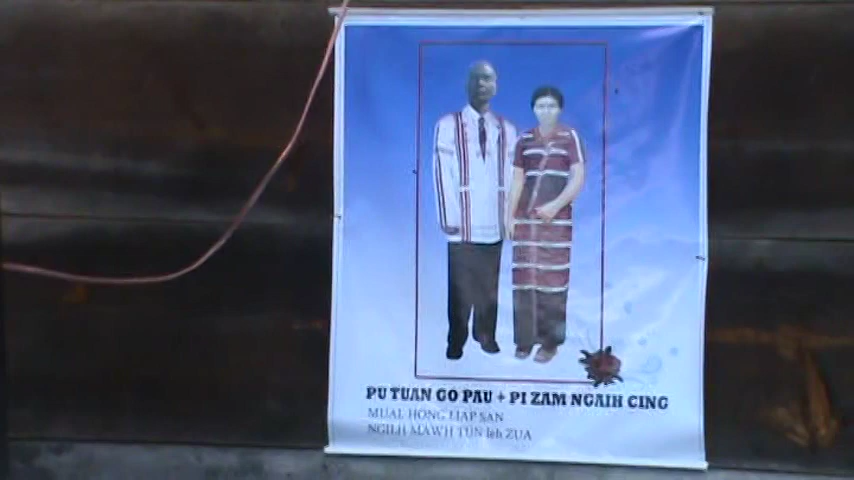 PU TUAN GO PAU + PI ZAM NGAIH CING
MUAL HONG LIAP SAN
NGILH MAWH TUN leh ZUA